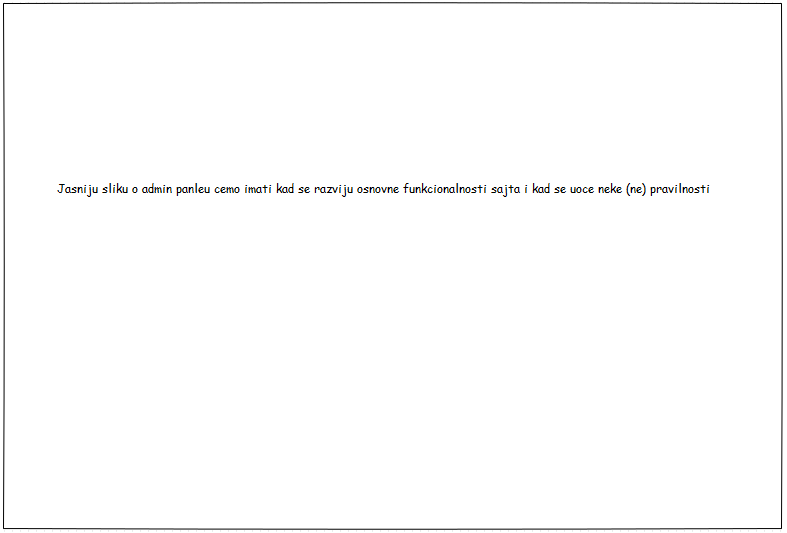 Jasniju sliku o admin panleu cemo imati kad se razviju osnovne funkcionalnosti sajta i kad se uoce neke (ne) pravilnosti